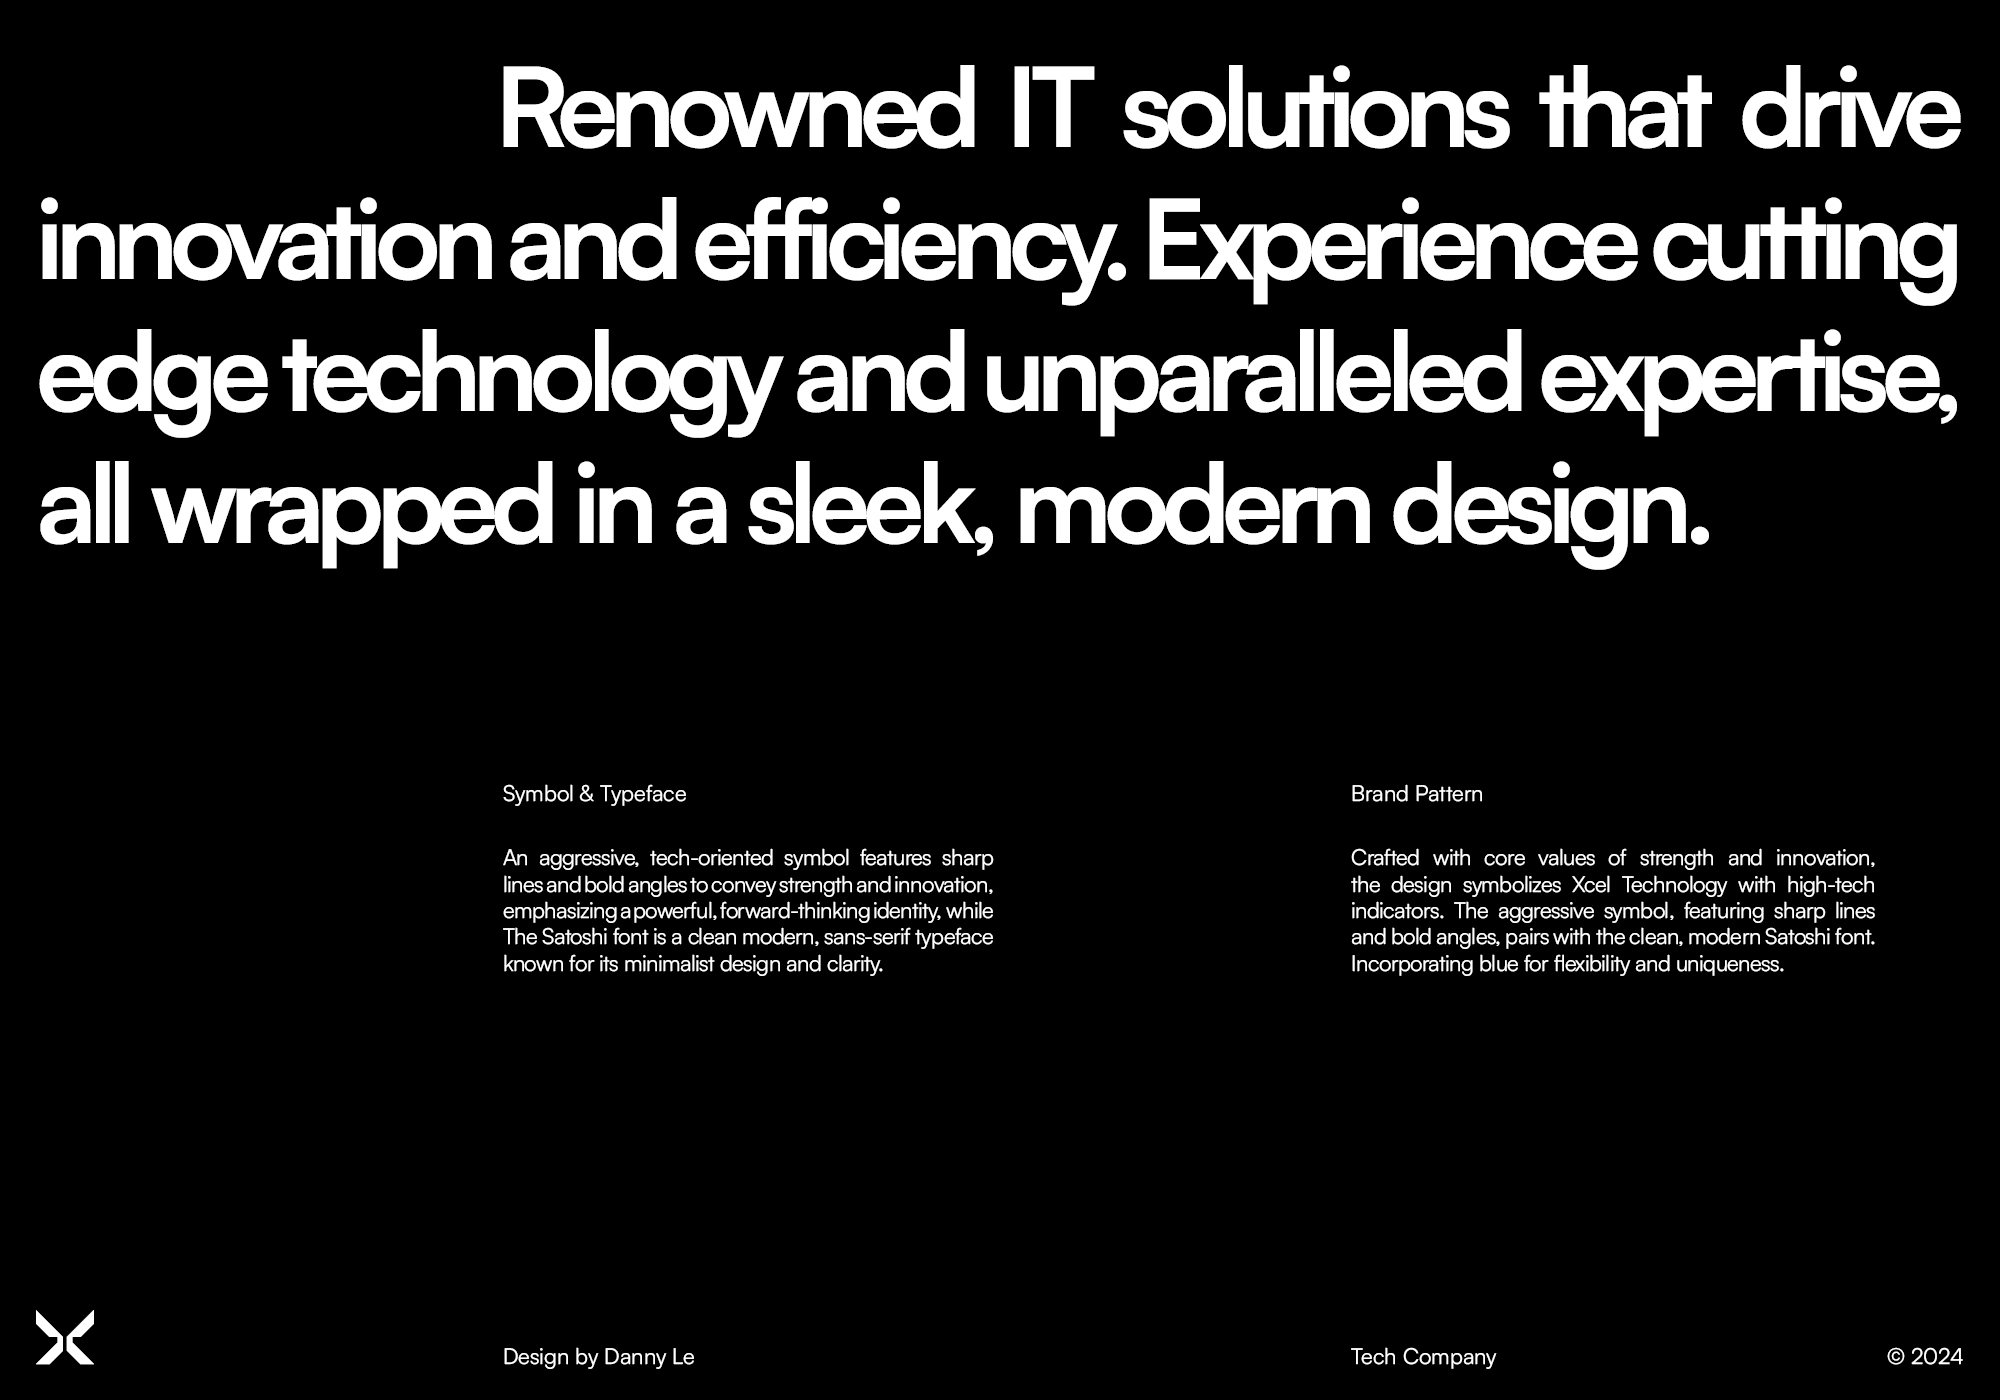 Renowned IT solutions that drive
innovation and efficiency. Experience cutting
edge technology and unparalleled expertise,
all wrapped in a sleek, modern design.
Symbol & Typeface
An aggressive, tech-oriented symbol features sharp
lines and bold angles to convey strength and innovation,
emphasizing a powerful, forward-thinking identity, while
The Satoshi font is a clean modern, sans-serif typeface
known for its minimalist design and clarity.
Brand Pattern
Crafted with core values of strength and innovation,
the design symbolizes Xcel Technology with high-tech
indicators. The aggressive symbol, featuring sharp lines
and bold angles, pairs with the clean, modern Satoshi font.
Incorporating blue for flexibility and uniqueness.
Design by Danny Le
Tech Company
© 2024